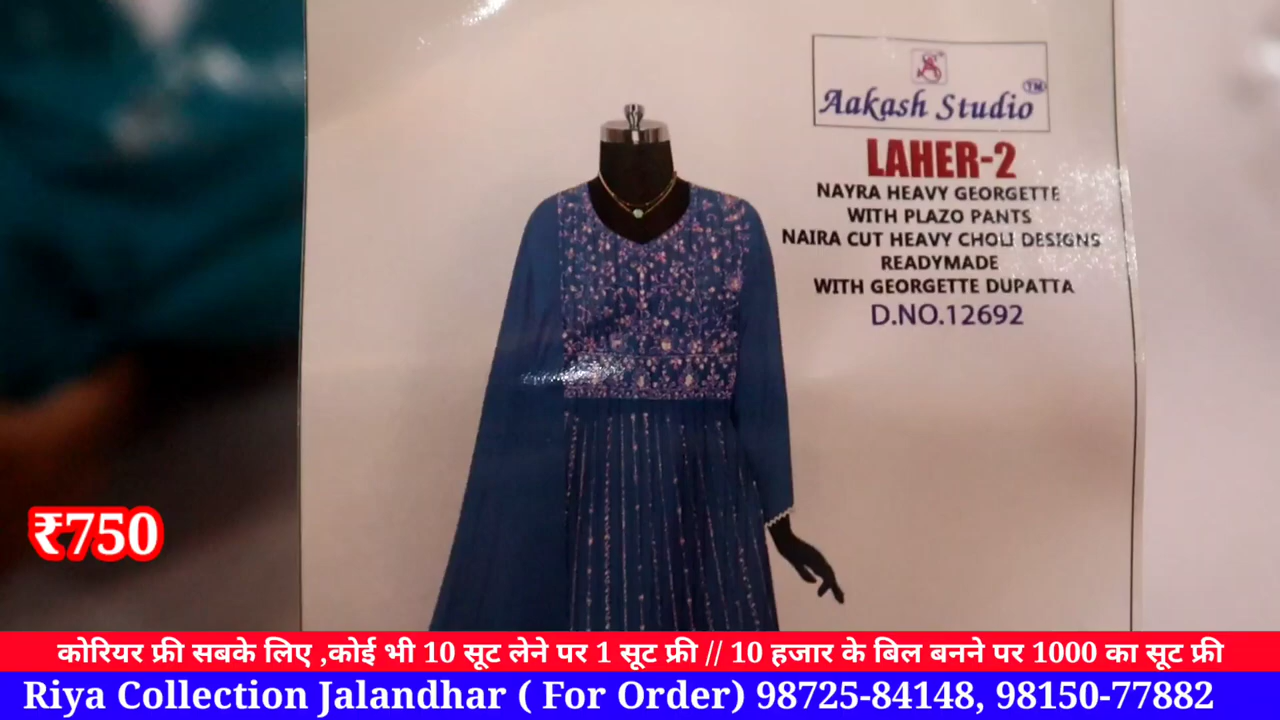 Aakash Studio™
LAHER-2
NAYRA HEAVY GEORGETTE
WITH PLAZO PANTS
NAIRA CUT HEAVY CHOLI DESIGNS
READYMADE
WITH GEORGETTE DUPATTA
D.NO.12692
₹750
कोरियर फ्री सबके लिए ,कोई भी 10 सूट लेने पर 1 सूट फ्री // 10 हजार के बिल बनने पर 1000 का सूट फ्री
Riya Collection Jalandhar ( For Order) 98725-84148, 98150-77882